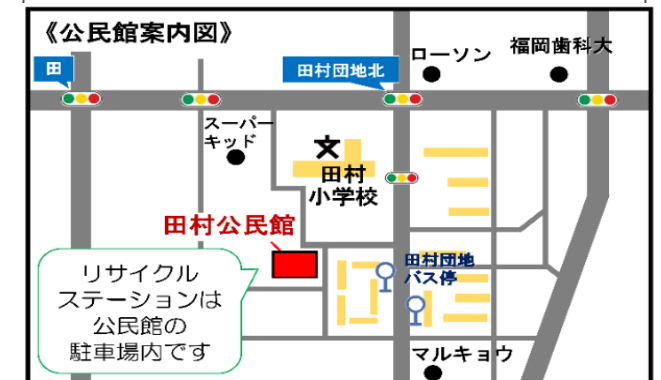 《公民館案内図》
田
田村団地北
ローソン
福岡歯科大
スーパー
キッド
文
田村
小学校
田村公民館
田村団地
バス停
リサイクル
ステーションは
公民館の
駐車場内です
マルキョウ